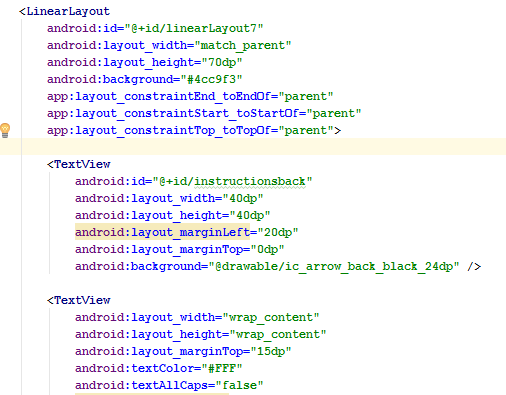 <LinearLayout
android:id="@+id/linearLayout7"
android:layout_width="match_parent"
android:layout_height="70dp"
android:background="#4cc9f3"
app:layout_constraintEnd_toEndOf="parent"
app:layout_constraintStart_toStartOf="parent"
app:layout_constraintTop_toTopOf="parent">
<TextView
android:id="@+id/instructionsback"
android:layout_width="40dp"
android:layout_height="40dp"
android:layout_marginLeft="20dp"
android:layout_marginTop="0dp"
android:background="@drawable/ic_arrow_back_black_24dp" />
<TextView
android:layout_width="wrap_content"
android:layout_height="wrap_content"
android:layout_marginTop="15dp"
android:textColor="#FFF"
android:textAllCaps="false"